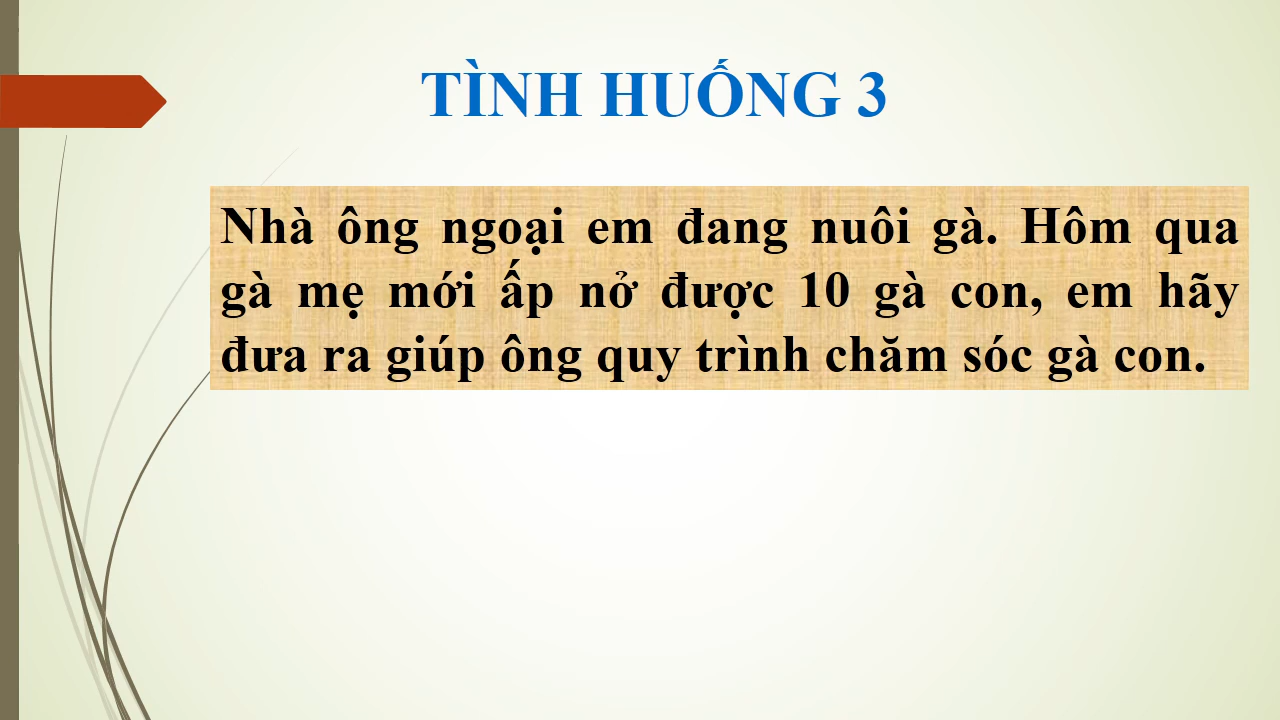 TÌNH HUỐNG 3
Nhà ông ngoại em đang nuôi gà. Hôm qua
gà mẹ mới ấp nở được 10 gà con, em hãy
đưa ra giúp ông quy trình chăm sóc gà con.